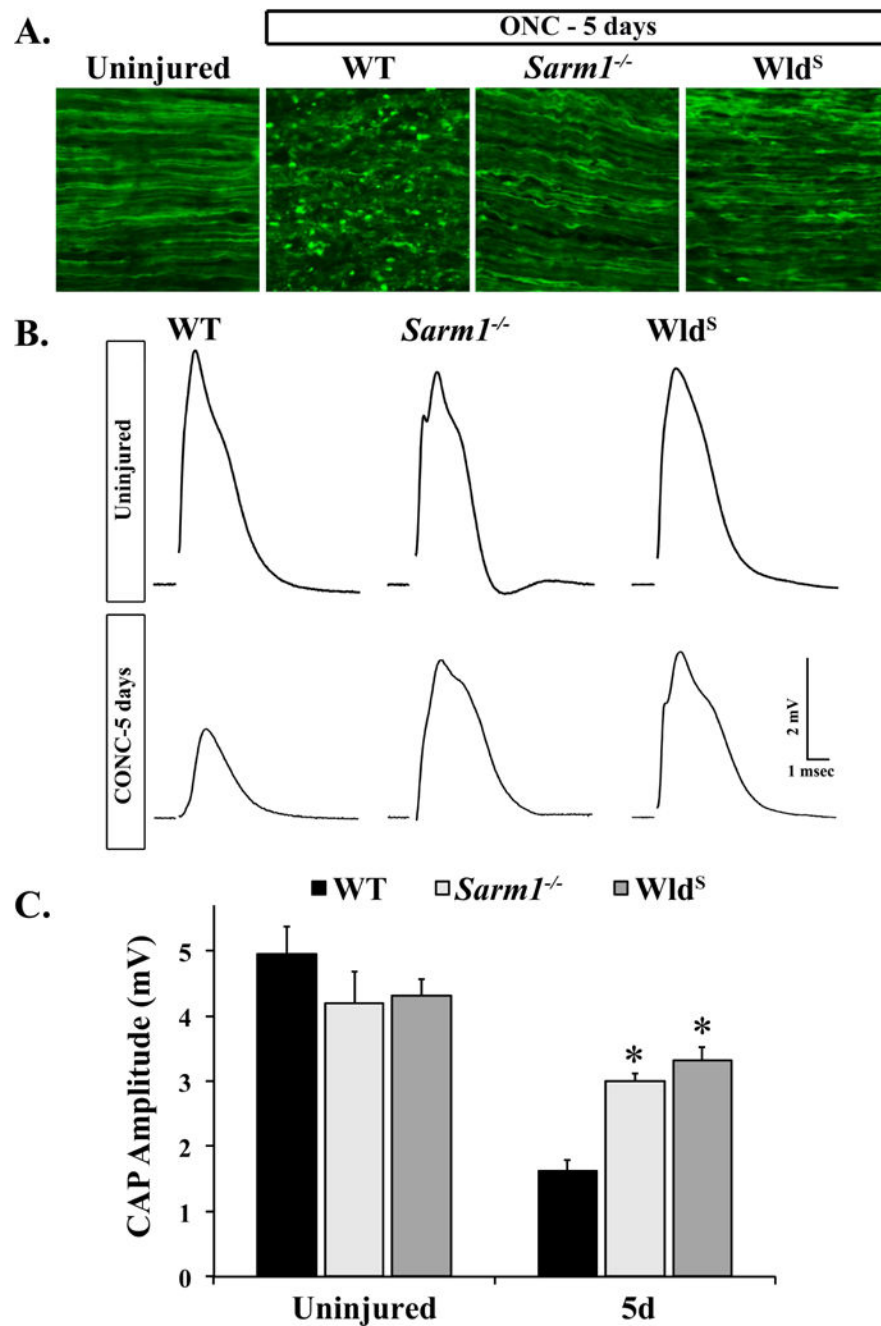 A.
ONC - 5 days
Uninjured WT Sarm1-/- WldS
B.
WT Sarm1-/- WldS
Uninjured
CONC-5 days
2 mV
1 msec
C.
WT Sarm1-/- WldS
CAP Amplitude (mV)
5
4
3
2
1
0
* *
Uninjured 5d